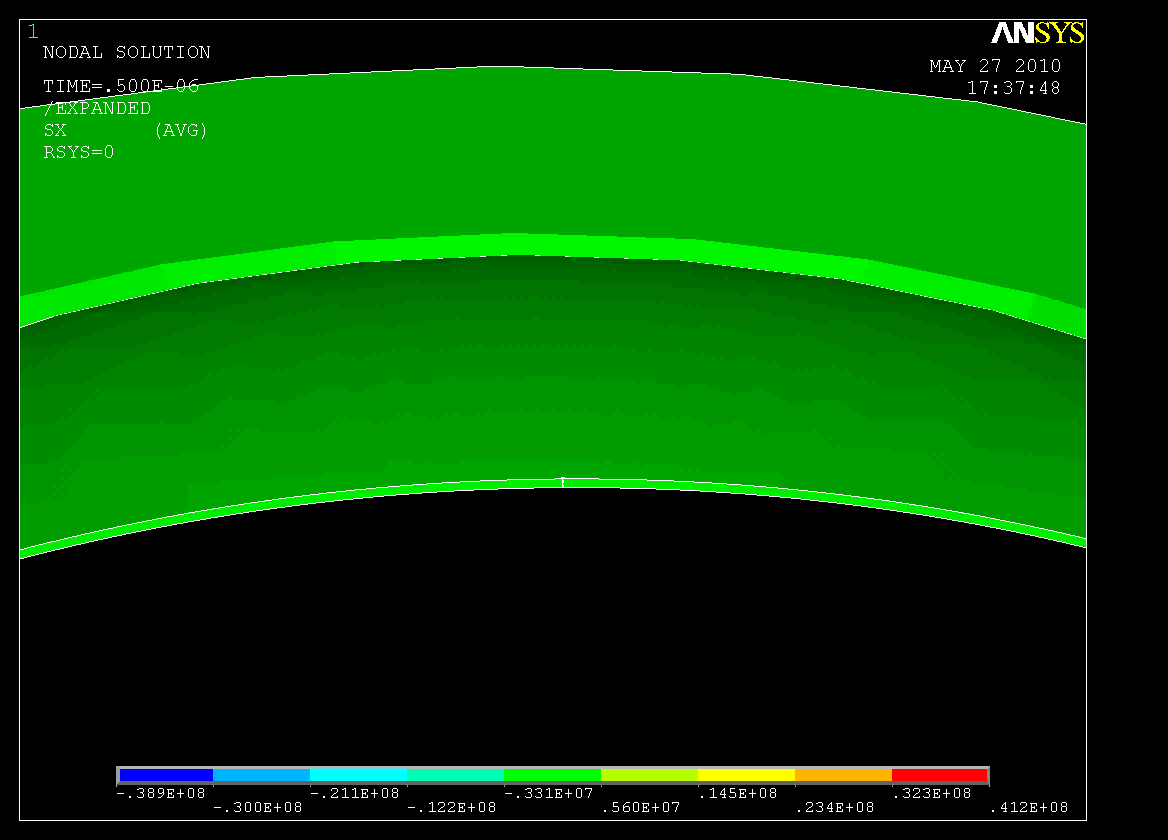 1
ANSYS
NODAL SOLUTION
MAY 27 2010
17:37:48
TIME=.500E-06
/EXPANDED
SX (AVG)
RSYS=0
-.389E+08
-.300E+08
-.211E+08
-.122E+08
-.331E+07
.560E+07
.145E+08
.234E+08
.323E+08
.412E+08